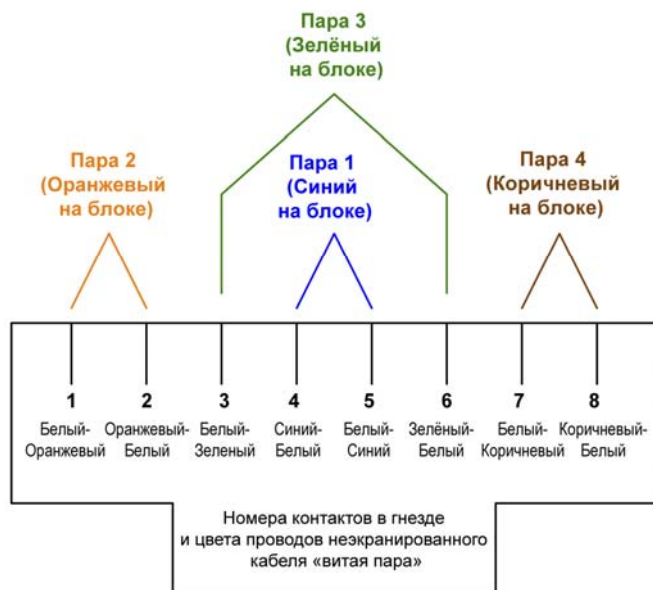 Пара 3
(Зелёный
на блоке)
Пара 2
(Оранжевый
на блоке)
Пара 1
(Синий
на блоке)
Пара 4
(Коричневый
на блоке)
1 2 3 4 5 6 7 8
Белый- Оранжевый- Белый- Синий- Белый- Зелёный- Белый- Коричневый-
Оранжевый Белый Зеленый Белый Синий Белый Коричневый Белый
Номера контактов в гнезде
и цвета проводов неэкранированного
кабеля «витая пара»